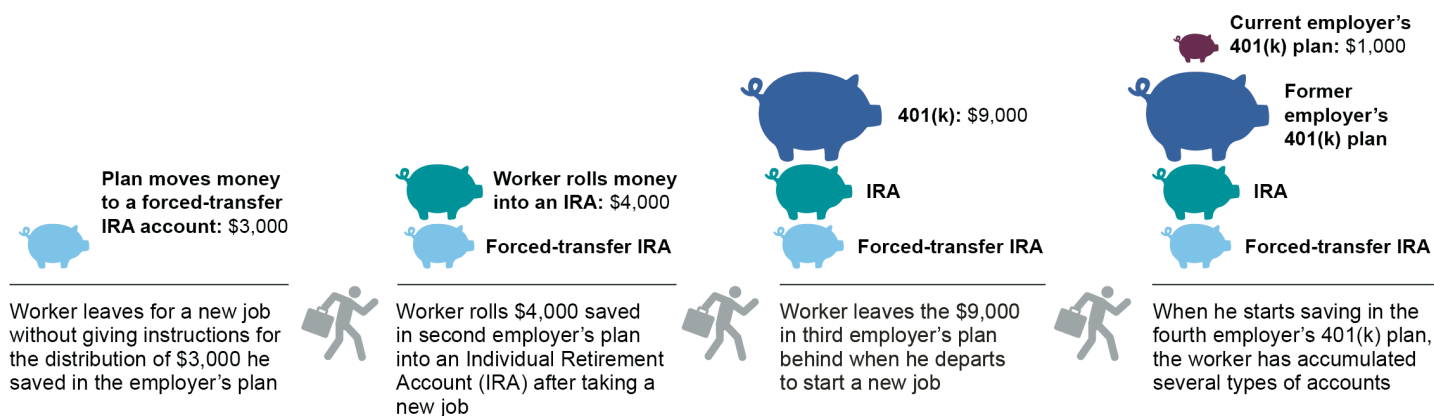 Plan moves money
to a forced-transfer
IRA account: $3,000
Worker leaves for a new job
without giving instructions for
the distribution of $3,000 he
saved in the employer’s plan
Worker rolls money
into an IRA: $4,000
Forced-transfer IRA
Worker rolls $4,000 saved
in second employer’s plan
into an Individual Retirement
Account (IRA) after taking a
new job
401(k): $9,000
IRA
Forced-transfer IRA
Worker leaves the $9,000
in third employer’s plan
behind when he departs
to start a new job
Current employer’s
401(k) plan: $1,000
Former
employer’s
401(k) plan
IRA
Forced-transfer IRA
When he starts saving in the
fourth employer’s 401(k) plan,
the worker has accumulated
several types of accounts